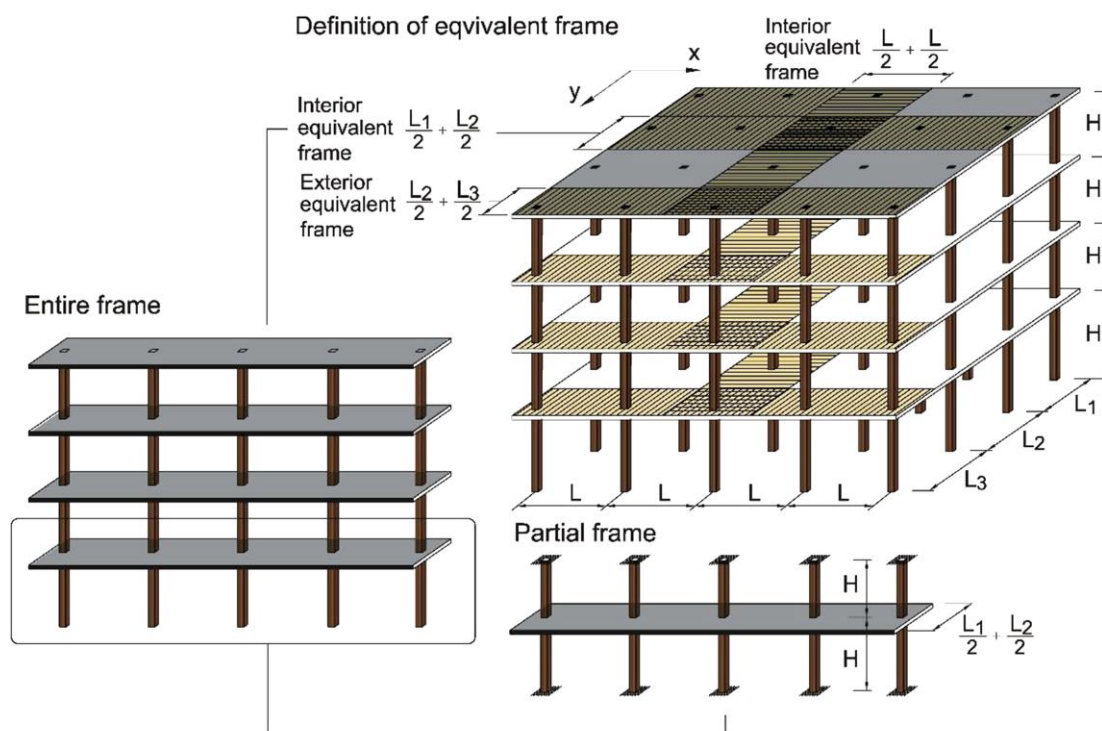 Definition of eqvivalent frame
Interior
equivalent
frame
L/2 + L/2
x
y
Interior
equivalent
frame
L1/2 + L2/2
Exterior
equivalent
frame
L2/2 + L3/2
H
H
H
H
L1
L2
L3
L
L
L
L
Entire frame
Partial frame
H
H
L1/2 + L2/2